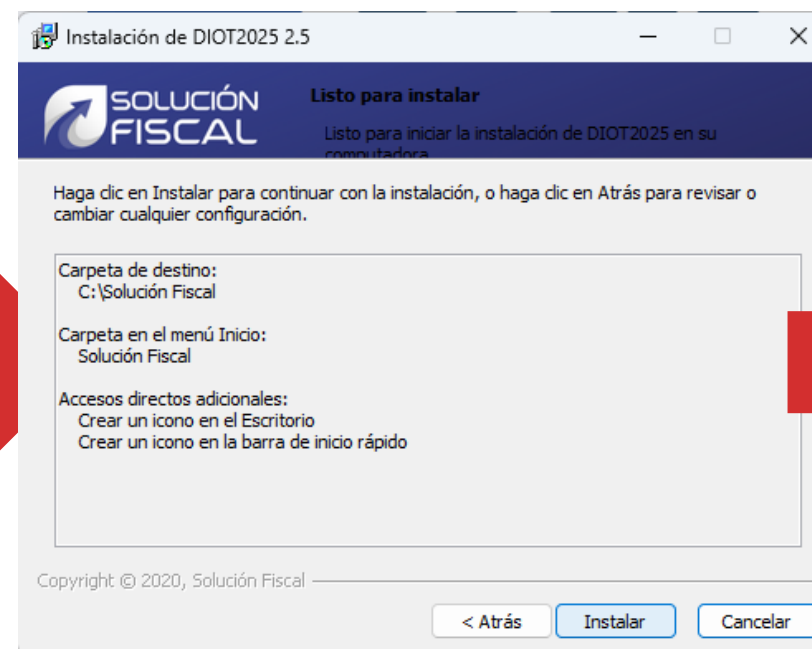 Instalación de DIOT2025 2.5
SOLUCIÓN
FISCAL
Listo para instalar
Listo para iniciar la instalación de DIOT2025 en su
computadora
Haga clic en Instalar para continuar con la instalación, o haga clic en Atrás para revisar o
cambiar cualquier configuración.
Carpeta de destino:
C:\Solución Fiscal
Carpeta en el menú Inicio:
Solución Fiscal
Accesos directos adicionales:
Crear un icono en el Escritorio
Crear un icono en la barra de inicio rápido
Copyright © 2020, Solución Fiscal
< Atrás
Instalar
Cancelar